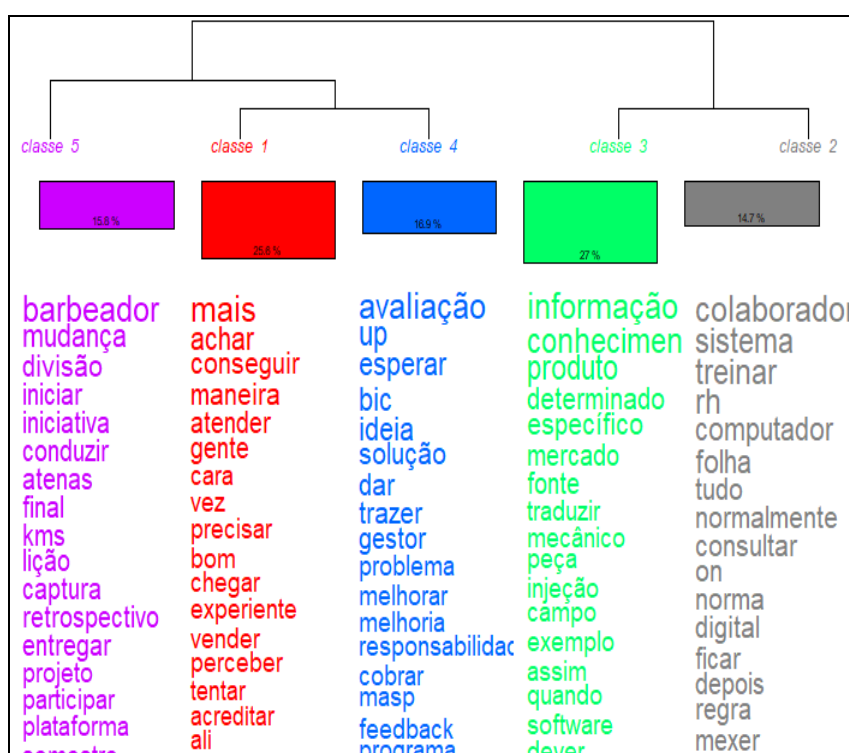 classe 5
classe 1
classe 4
classe 3
classe 2
15.8 %
25.6 %
16.9 %
27 %
14.7 %
barbeador
mudança
divisão
iniciar
iniciativa
conduzir
atenas
final
kms
lição
captura
retrospectivo
entregar
projeto
participar
plataforma
mais
achar
conseguir
maneira
atender
gente
cara
vez
precisar
bom
chegar
experiente
vender
perceber
tentar
acreditar
ali
avaliação
up
esperar
bic
ideia
solução
dar
trazer
gestor
problema
melhorar
melhoria
responsabilidad
cobrar
masp
feedback
programa
informação
conhecimen
produto
determinado
específico
mercado
fonte
traduzir
mecânico
peça
injeção
campo
exemplo
assim
quando
software
dever
colaborador
sistema
treinar
rh
computador
folha
tudo
normalmente
consultar
on
norma
digital
ficar
depois
regra
mexer